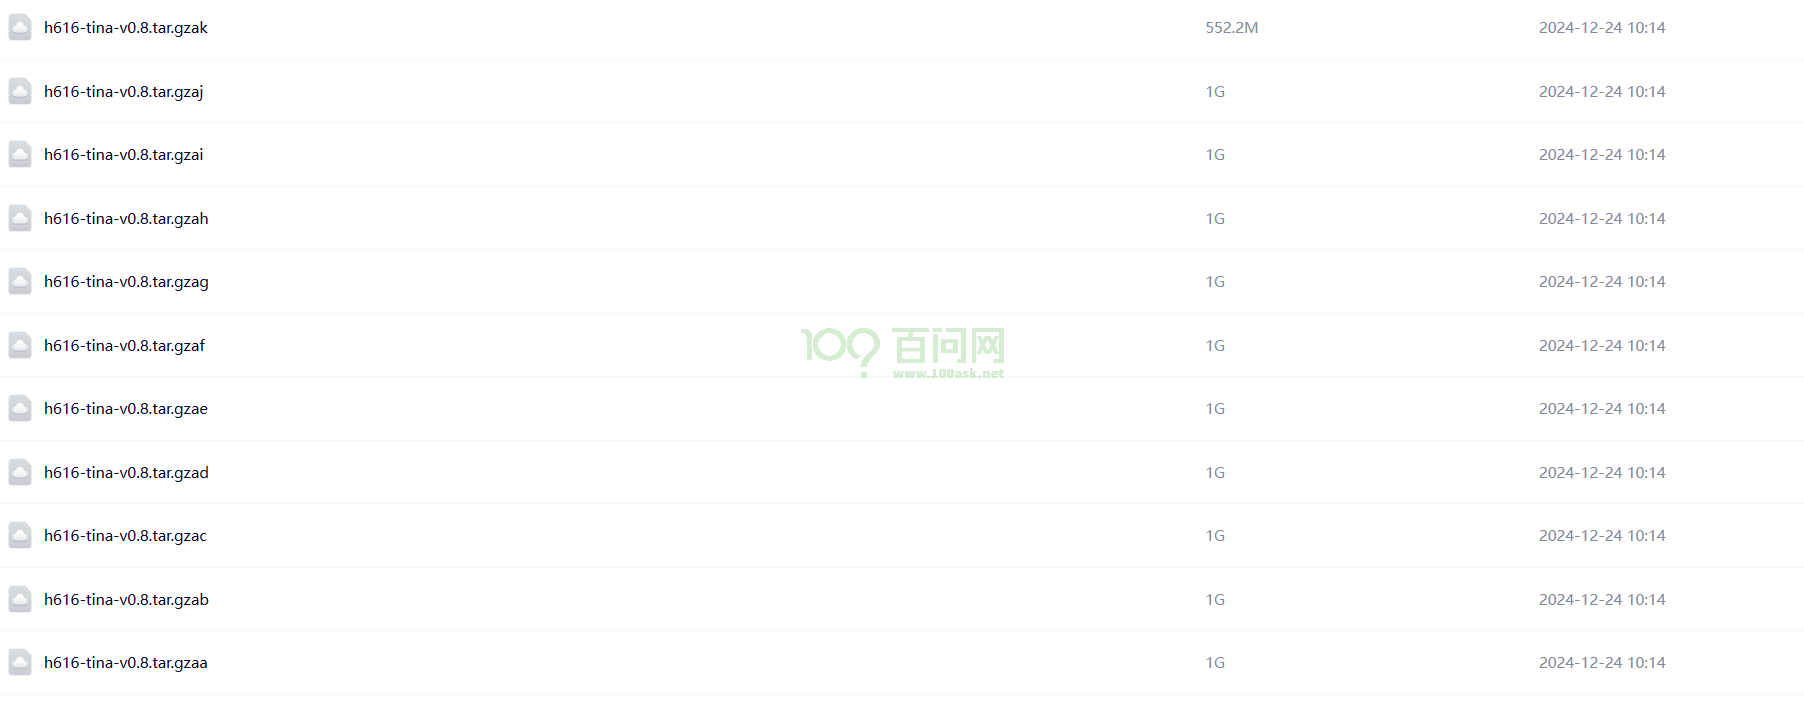 h616-tina-v0.8.tar.gzak 552.2M 2024-12-24 10:14
h616-tina-v0.8.tar.gzaj 1G 2024-12-24 10:14
h616-tina-v0.8.tar.gzai 1G 2024-12-24 10:14
h616-tina-v0.8.tar.gzah 1G 2024-12-24 10:14
h616-tina-v0.8.tar.gzag 1G 2024-12-24 10:14
h616-tina-v0.8.tar.gzaf 1G 2024-12-24 10:14
100 百问网
www.100ask.net
h616-tina-v0.8.tar.gzae 1G 2024-12-24 10:14
h616-tina-v0.8.tar.gzad 1G 2024-12-24 10:14
h616-tina-v0.8.tar.gzac 1G 2024-12-24 10:14
h616-tina-v0.8.tar.gzab 1G 2024-12-24 10:14
h616-tina-v0.8.tar.gzaa 1G 2024-12-24 10:14